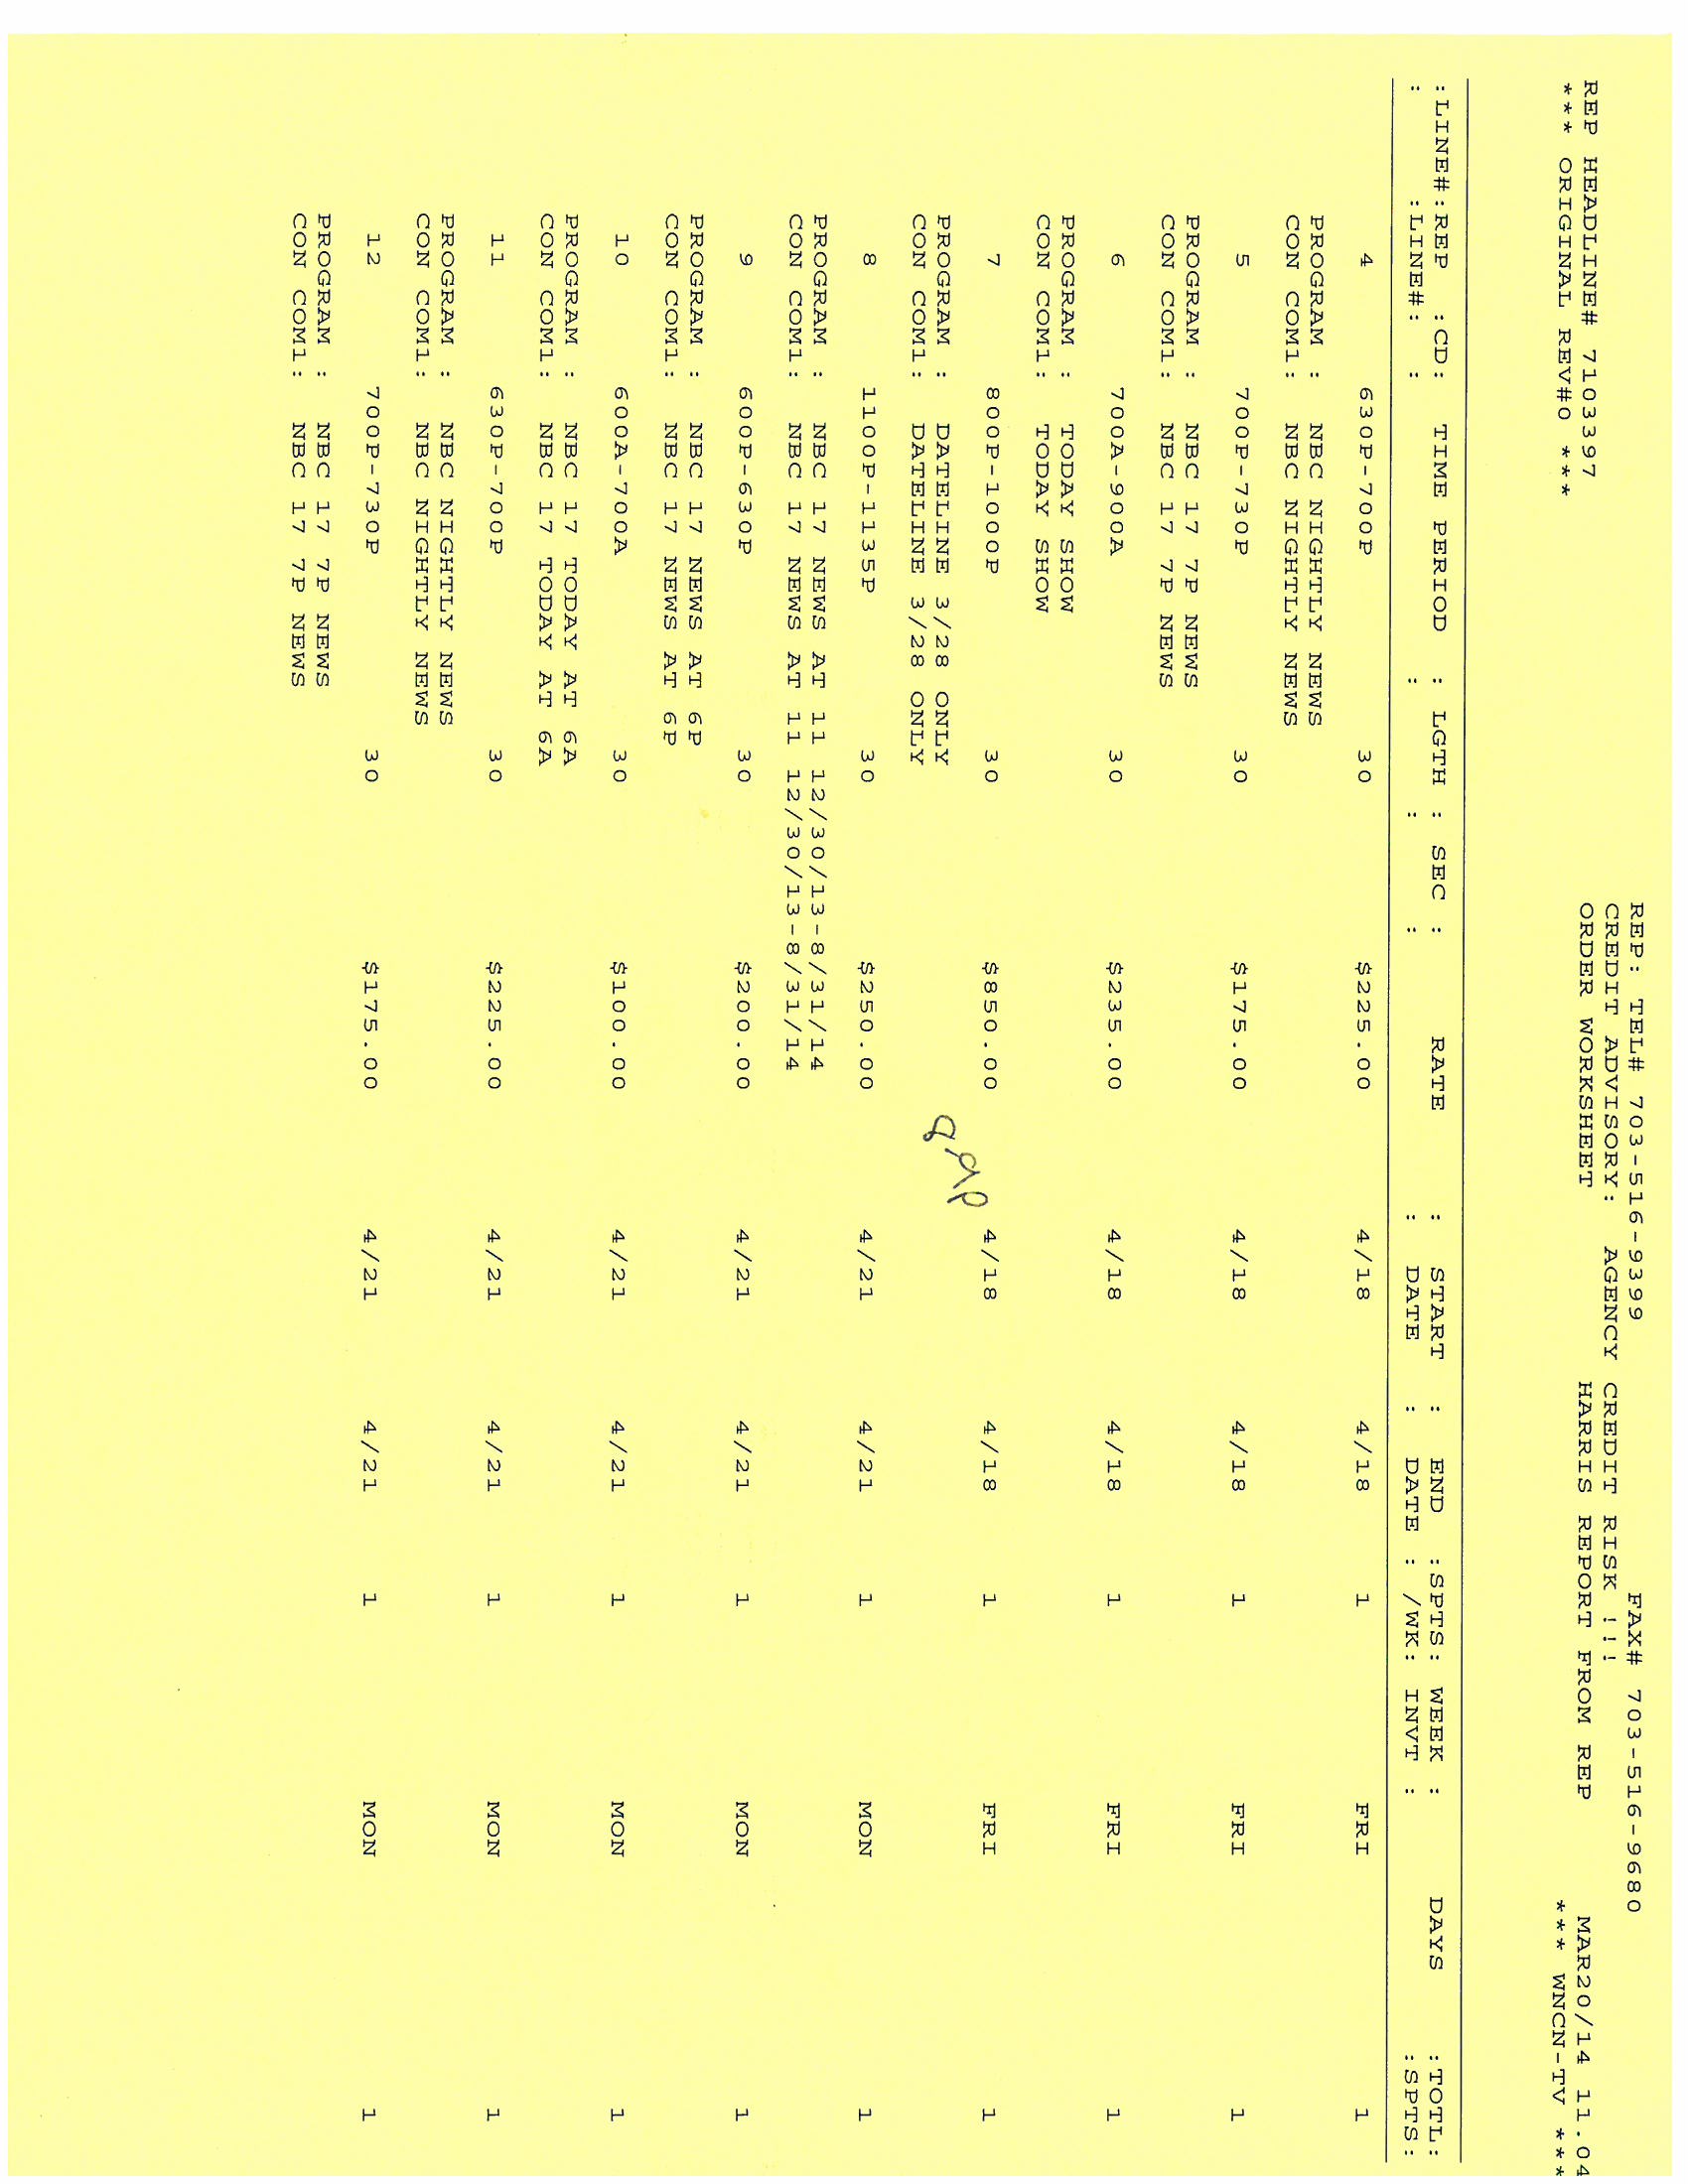 REP: TEL# 703-516-9399 FAX# 703-516-9680
CREDIT ADVISORY: AGENCY CREDIT RISK !!!
REP HEADLINE# 7103397 ORDER WORKSHEET HARRIS REPORT FROM REP MAR20/14 11.04
*** ORIGINAL REV#0 *** *** WNCN-TV ***
:LINE#:REP :CD: TIME PERIOD : LGTH : SEC : RATE : START : END :SPTS: WEEK : DAYS :TOTL:
: :LINE#: : : : : : DATE : DATE : /WK: INVT : :SPTS:
4 630P-700P 30 $225.00 4/18 4/18 1 FRI 1
PROGRAM : NBC NIGHTLY NEWS
CON COM1: NBC NIGHTLY NEWS
5 700P-730P 30 $175.00 4/18 4/18 1 FRI 1
PROGRAM : NBC 17 7P NEWS
CON COM1: NBC 17 7P NEWS
6 700A-900A 30 $235.00 4/18 4/18 1 FRI 1
PROGRAM : TODAY SHOW
CON COM1: TODAY SHOW
7 800P-1000P 30 $850.00 4/18 4/18 1 FRI 1
PROGRAM : DATELINE 3/28 ONLY
CON COM1: DATELINE 3/28 ONLY
8 1100P-1135P 30 $250.00 4/21 4/21 1 MON 1
PROGRAM : NBC 17 NEWS AT 11 12/30/13-8/31/14
CON COM1: NBC 17 NEWS AT 11 12/30/13-8/31/14
9 600P-630P 30 $200.00 4/21 4/21 1 MON 1
PROGRAM : NBC 17 NEWS AT 6P
CON COM1: NBC 17 NEWS AT 6P
10 600A-700A 30 $100.00 4/21 4/21 1 MON 1
PROGRAM : NBC 17 TODAY AT 6A
CON COM1: NBC 17 TODAY AT 6A
11 630P-700P 30 $225.00 4/21 4/21 1 MON 1
PROGRAM : NBC NIGHTLY NEWS
CON COM1: NBC NIGHTLY NEWS
12 700P-730P 30 $175.00 4/21 4/21 1 MON 1
PROGRAM : NBC 17 7P NEWS
CON COM1: NBC 17 7P NEWS